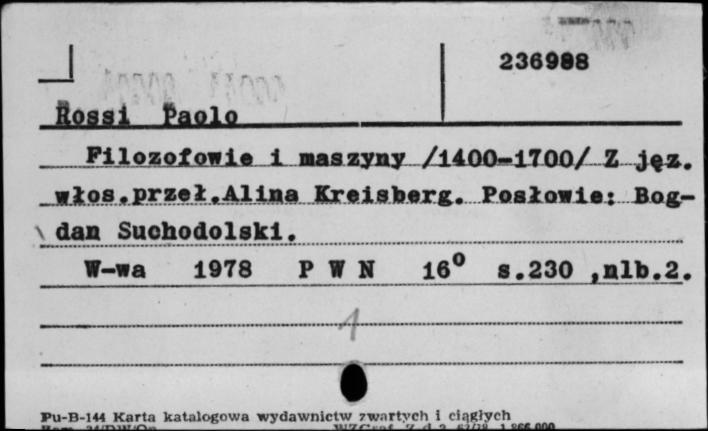 236988
Rossi Paolo
Filozofowie i maszyny /1400-1700/ Z jęz.
włos.przeł.Alina Kreisberg. Posłowie: Bog-
dan Suchodolski.
W-wa 1978 P W N 16⁰ s.230 ,nlb.2.
1
Pu-B-144 Karta katalogowa wydawnictw zwartych i ciągłych